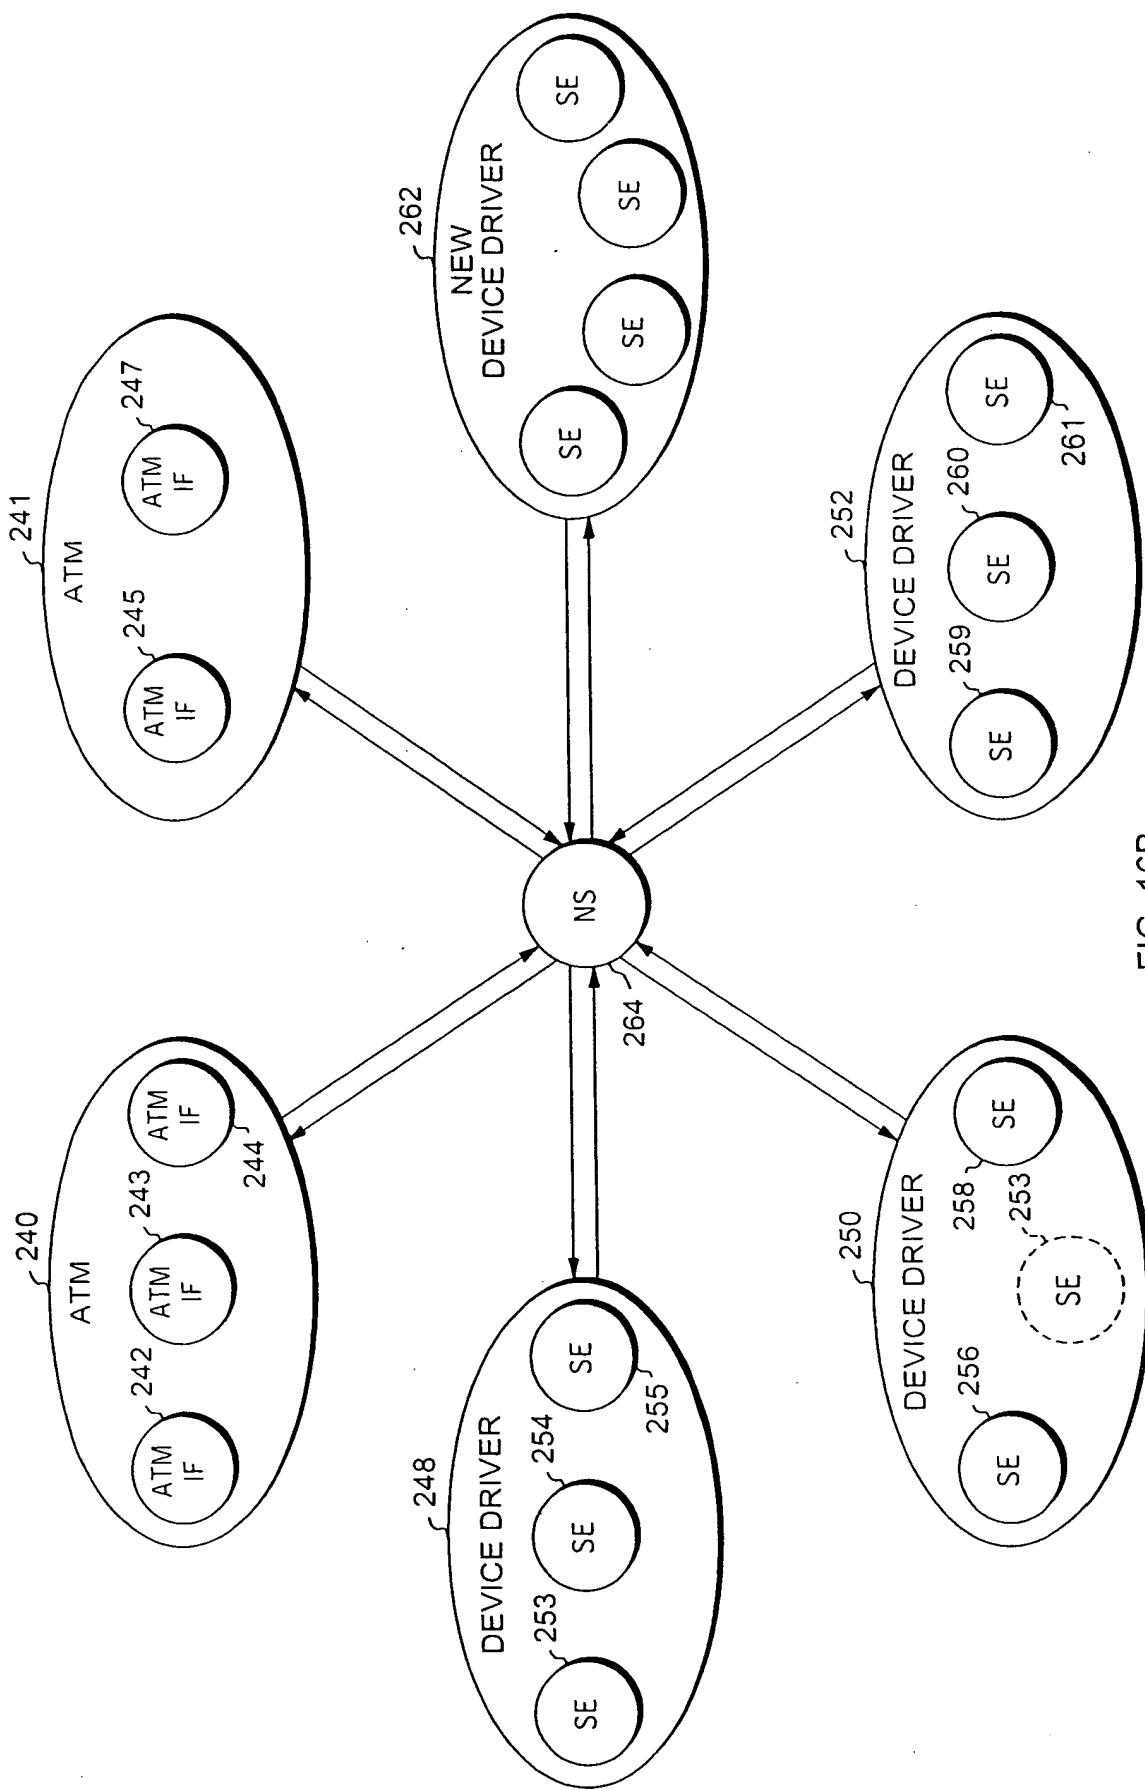 240
ATM
242
ATM
IF
243
ATM
IF
ATM
IF
244
241
ATM
245
ATM
IF
247
ATM
IF
248
DEVICE DRIVER
253
SE
254
SE
SE
255
NS
264
262
NEW
DEVICE DRIVER
SE
SE
SE
SE
250
DEVICE DRIVER
256
SE
253
SE
258
SE
252
DEVICE DRIVER
259
SE
260
SE
SE
261
FIG.